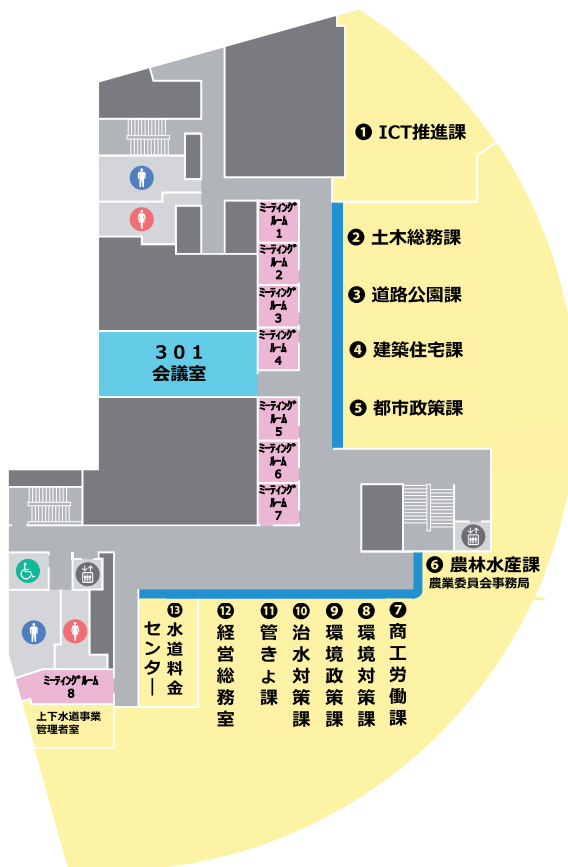 ❶ ICT推進課
ミーティング
ルーム
1
❷ 土木総務課
ミーティング
ルーム
2
❸ 道路公園課
ミーティング
ルーム
3
❹ 建築住宅課
ミーティング
ルーム
4
301
会議室
❺ 都市政策課
ミーティング
ルーム
5
ミーティング
ルーム
6
ミーティング
ルーム
7
❻ 農林水産課
農業委員会事務局
❼商工労働課
❽環境対策課
❾環境政策課
❿治水対策課
⓫管きょ課
⓬経営総務室
⓭水道料金
センター
ミーティングルーム
8
上下水道事業
管理者室